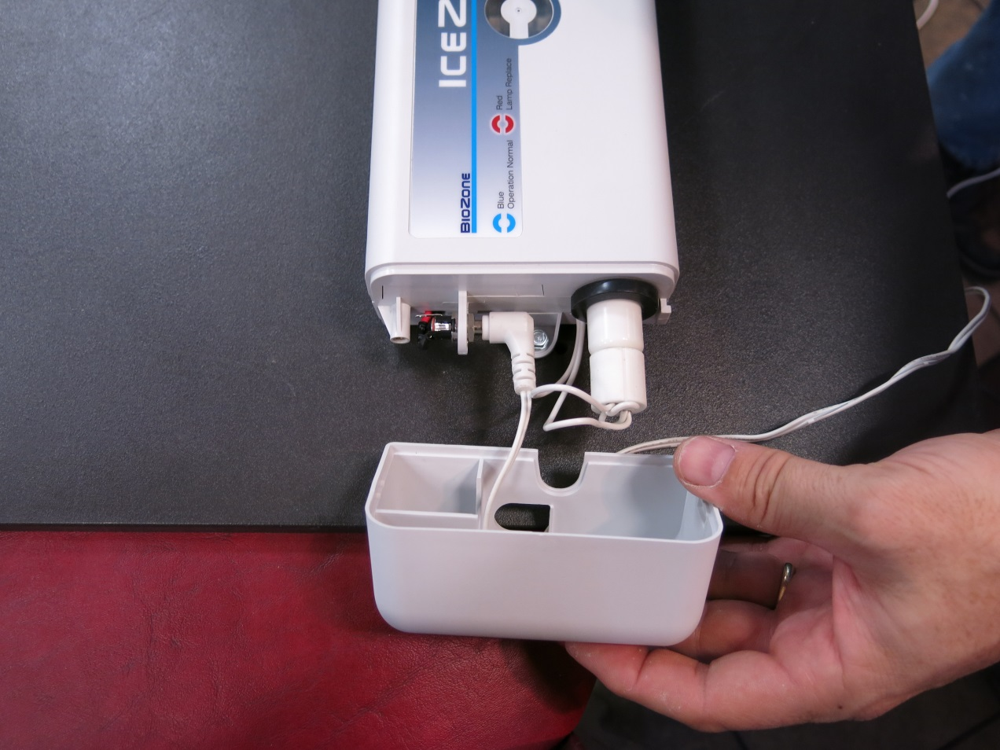 ICEZ
BIOZONE
Red
Lamp Replace
Blue
Operation Normal